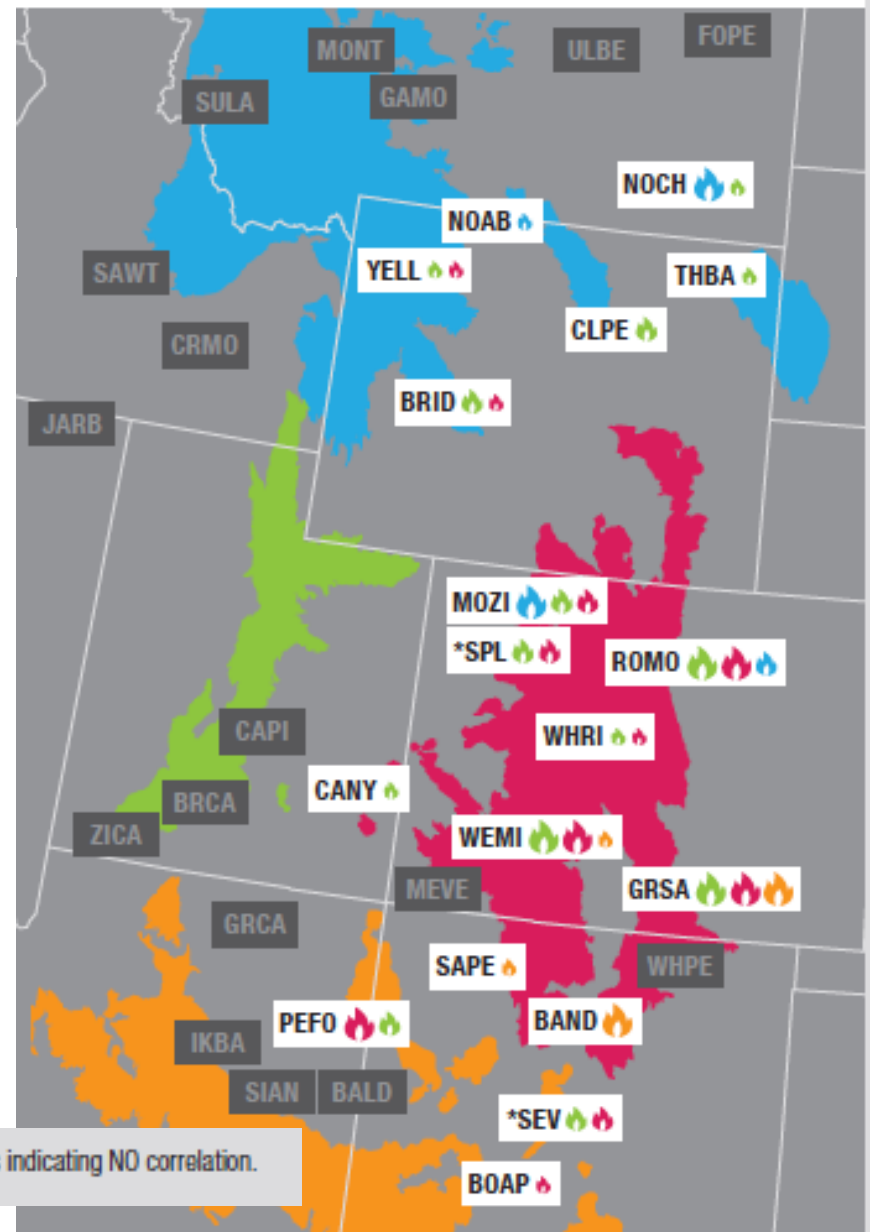 MONT
ULBE
FOPE
SULA
GAMO
NOCH
NOAB
YELL
THBA
SAWT
CLPE
CRMO
BRID
JARB
MOZI
*SPL
ROMO
CAPI
WHRI
CANY
BRCA
ZICA
WEMI
MEVE
GRSA
GRCA
SAPE
WHPE
PEFO
BAND
IKBA
SIAN
BALD
*SEV
indicating NO correlation.
BOAP